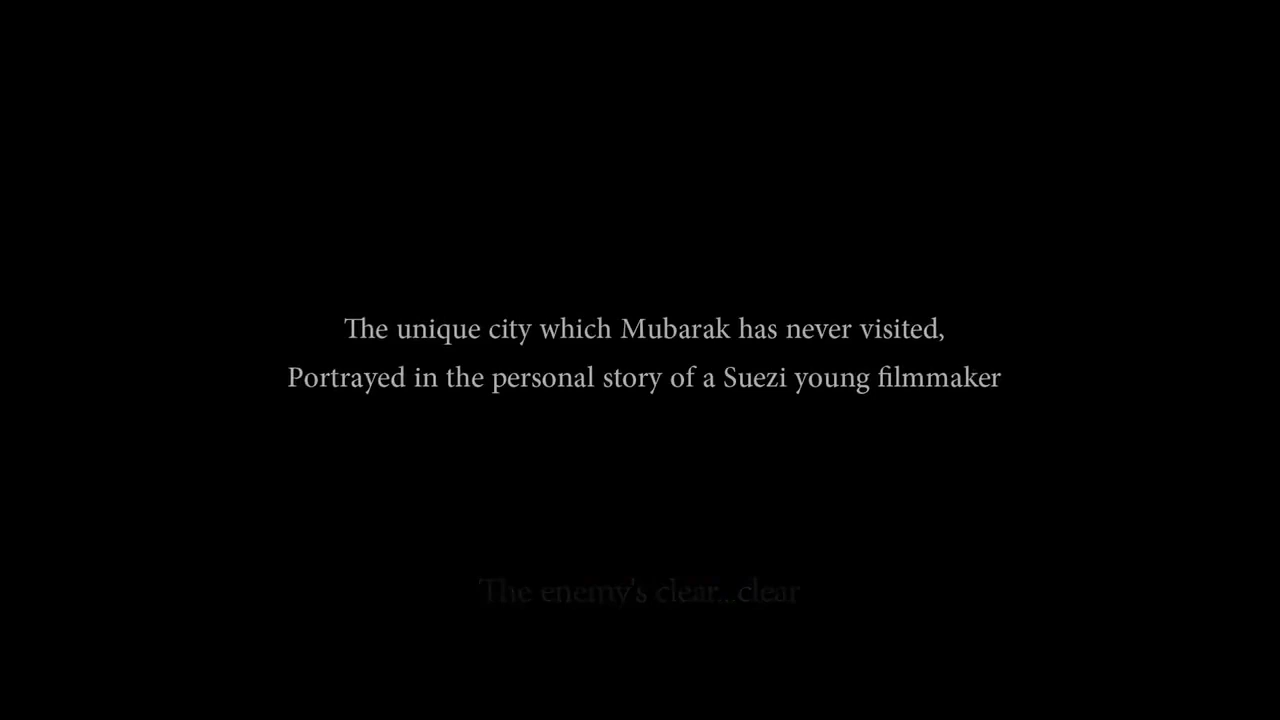 The unique city which Mubarak has never visited,
Portrayed in the personal story of a Suezi young filmmaker
The enemy's clear...clear